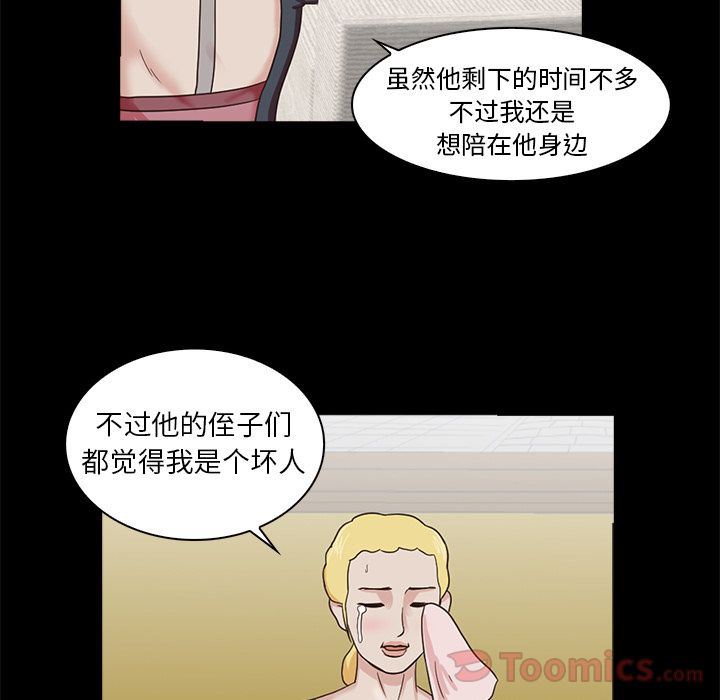 虽然他剩下的时间不多
不过我还是
想陪在他身边
不过他的侄子们
都觉得我是个坏人
Toomics.com